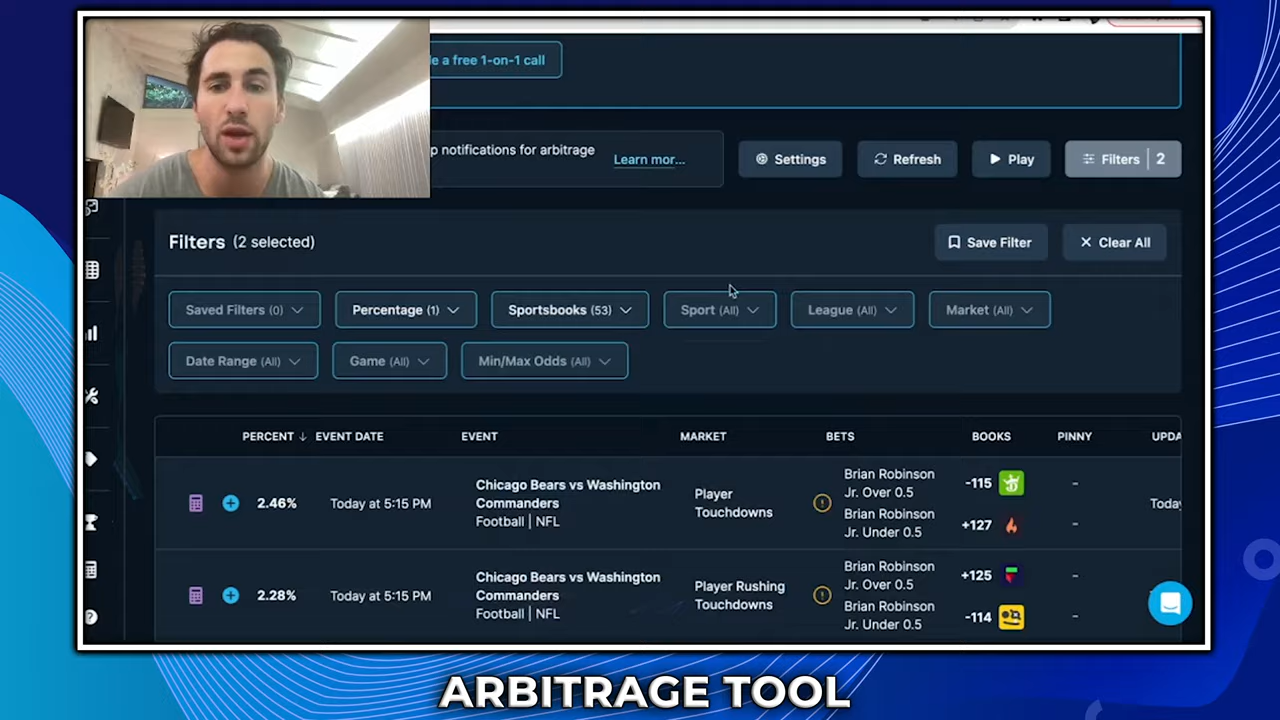 e a free 1-on-1 call
p notifications for arbitrage
Learn mor...
Settings
Refresh
Play
Filters | 2
Filters (2 selected)
Save Filter
Clear All
Saved Filters (0)
Percentage (1)
Sportsbooks (53)
Sport (All)
League (All)
Market (All)
Date Range (All)
Game (All)
Min/Max Odds (All)
PERCENT EVENT DATE EVENT MARKET BETS BOOKS PINNY UPDA
2.46%
Today at 5:15 PM
Chicago Bears vs Washington
Commanders
Football | NFL
Player
Touchdowns
Brian Robinson
Jr. Over 0.5
Brian Robinson
Jr. Under 0.5
-115
+127
-
-
Today
2.28%
Today at 5:15 PM
Chicago Bears vs Washington
Commanders
Football | NFL
Player Rushing
Touchdowns
Brian Robinson
Jr. Over 0.5
Brian Robinson
Jr. Under 0.5
+125
-114
-
-
ARBITRAGE TOOL